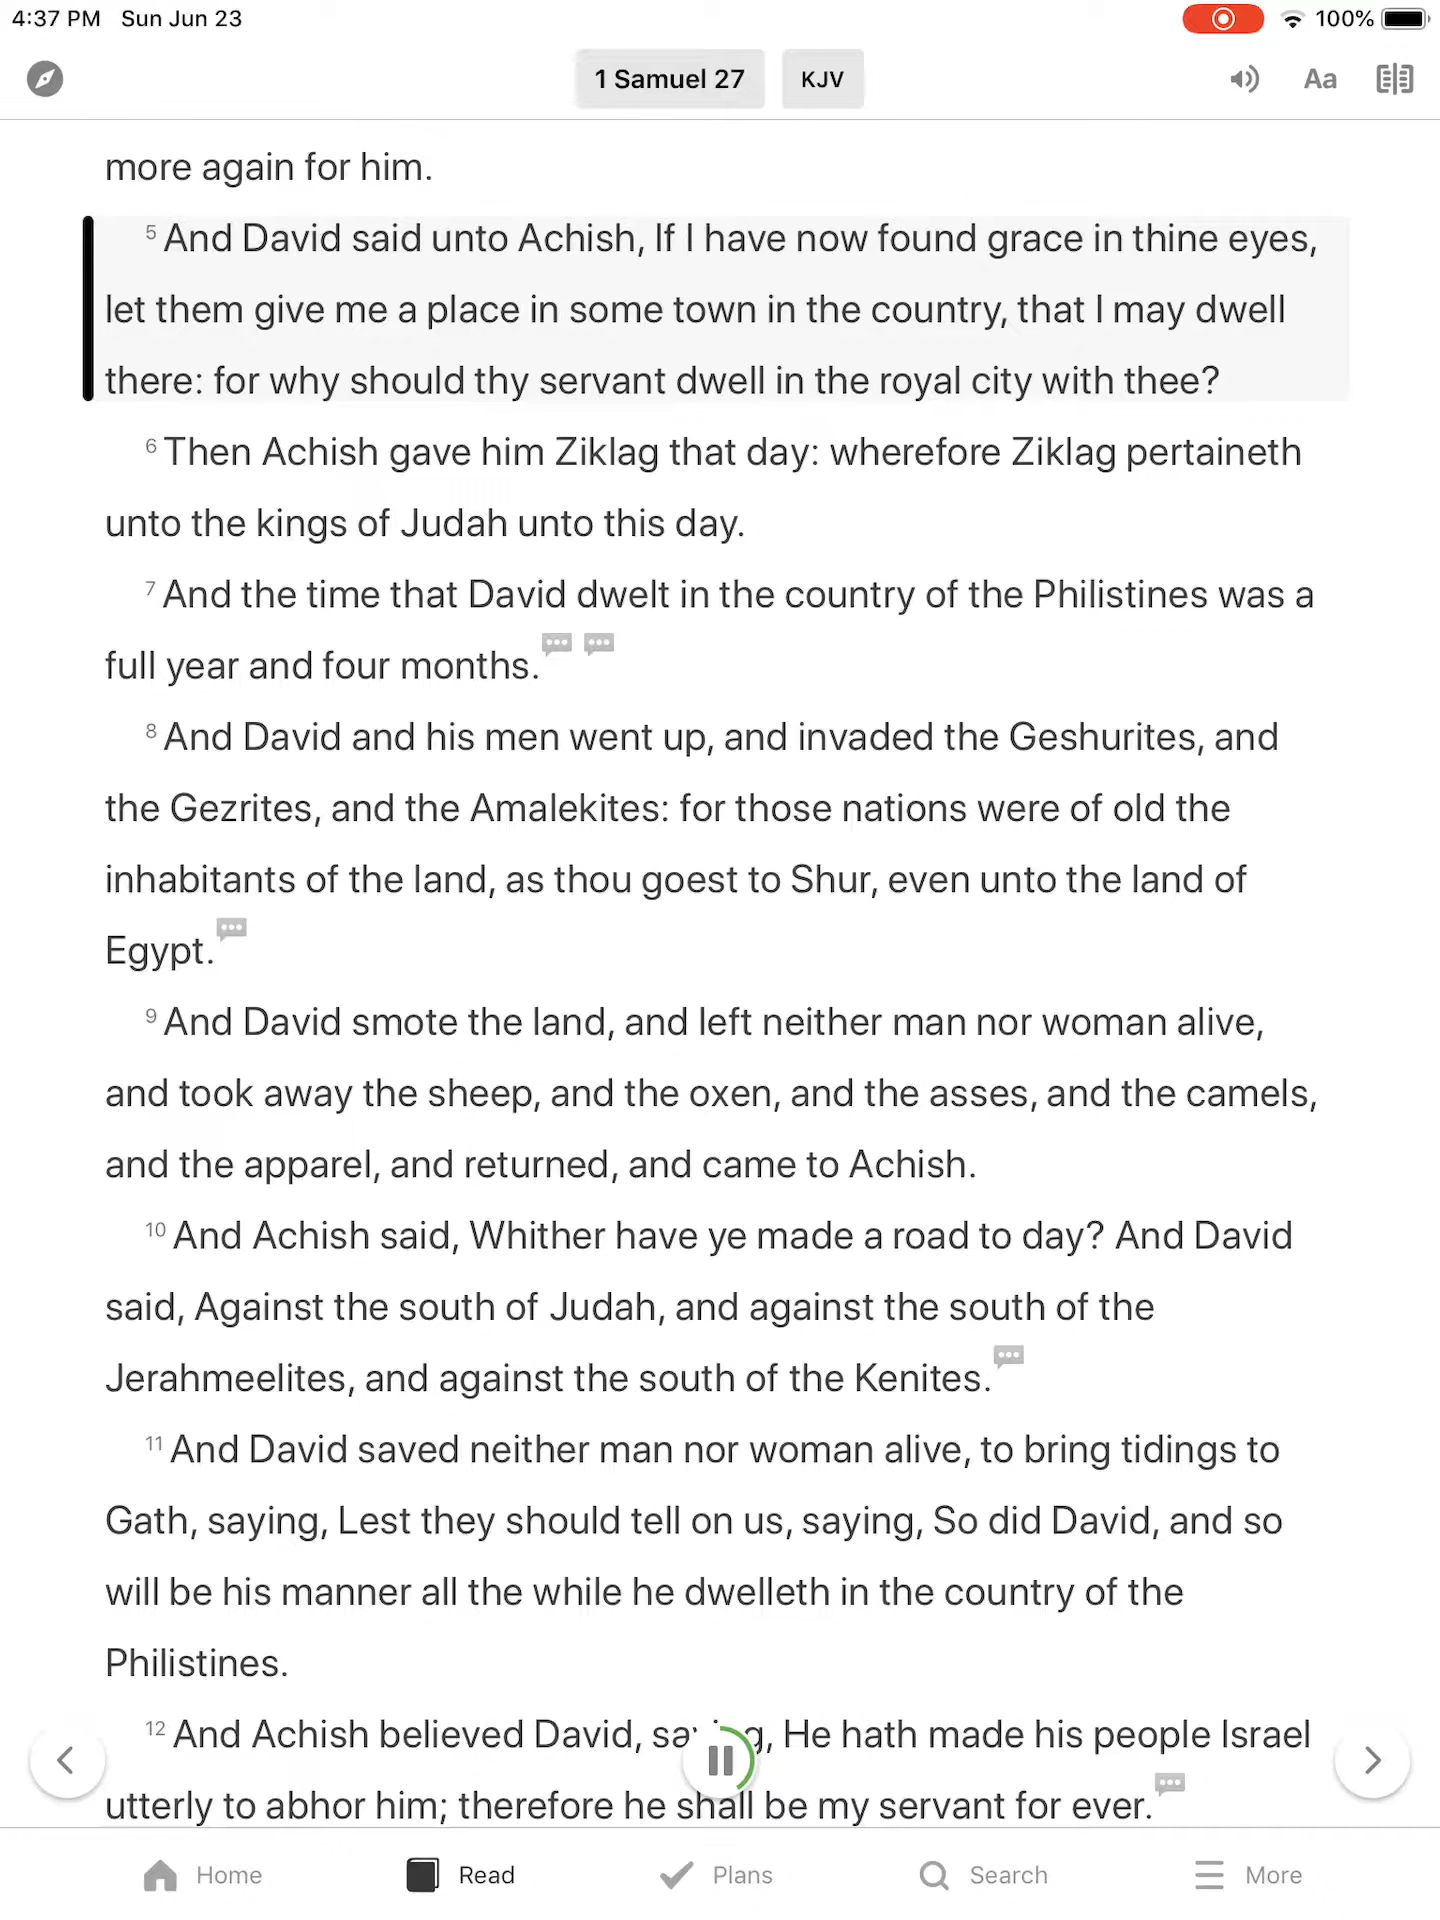 4:37 PM Sun Jun 23 100%
1 Samuel 27 KJV Aa
more again for him.
5 And David said unto Achish, If I have now found grace in thine eyes,
let them give me a place in some town in the country, that I may dwell
there: for why should thy servant dwell in the royal city with thee?
6 Then Achish gave him Ziklag that day: wherefore Ziklag pertaineth
unto the kings of Judah unto this day.
7 And the time that David dwelt in the country of the Philistines was a
full year and four months.
8 And David and his men went up, and invaded the Geshurites, and
the Gezrites, and the Amalekites: for those nations were of old the
inhabitants of the land, as thou goest to Shur, even unto the land of
Egypt.
9 And David smote the land, and left neither man nor woman alive,
and took away the sheep, and the oxen, and the asses, and the camels,
and the apparel, and returned, and came to Achish.
10 And Achish said, Whither have ye made a road to day? And David
said, Against the south of Judah, and against the south of the
Jerahmeelites, and against the south of the Kenites.
11 And David saved neither man nor woman alive, to bring tidings to
Gath, saying, Lest they should tell on us, saying, So did David, and so
will be his manner all the while he dwelleth in the country of the
Philistines.
12 And Achish believed David, saying, He hath made his people Israel
utterly to abhor him; therefore he shall be my servant for ever.
Home Read Plans Search More